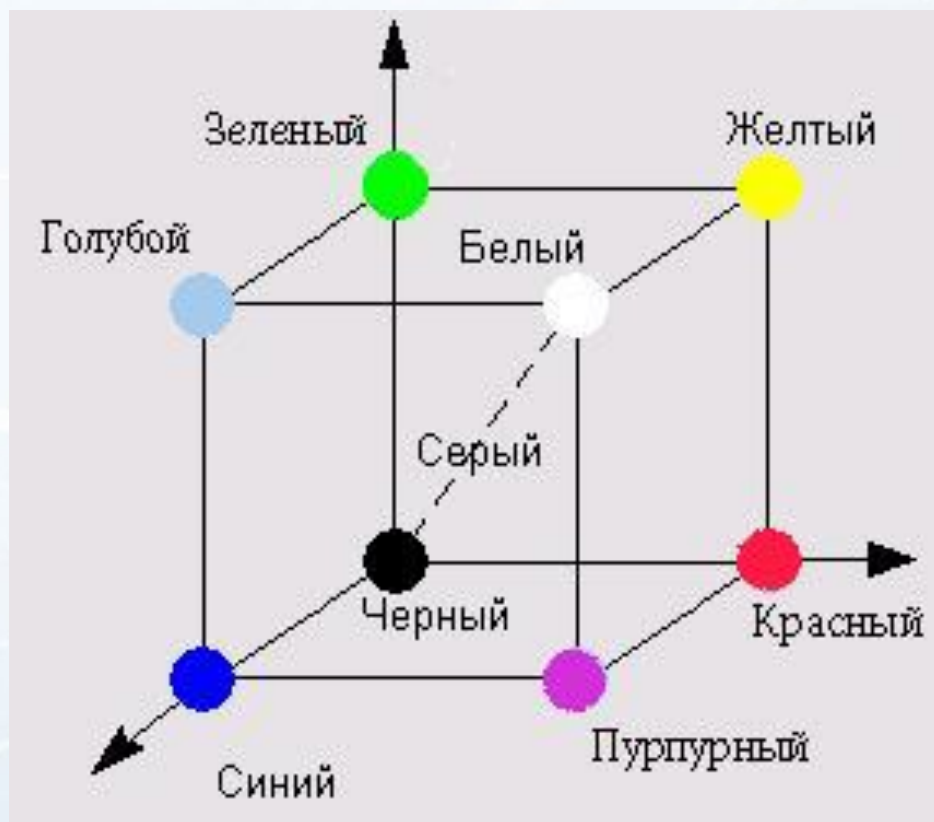 Зеленый
Желтый
Голубой
Белый
Серый
Черный
Красный
Пурпурный
Синий